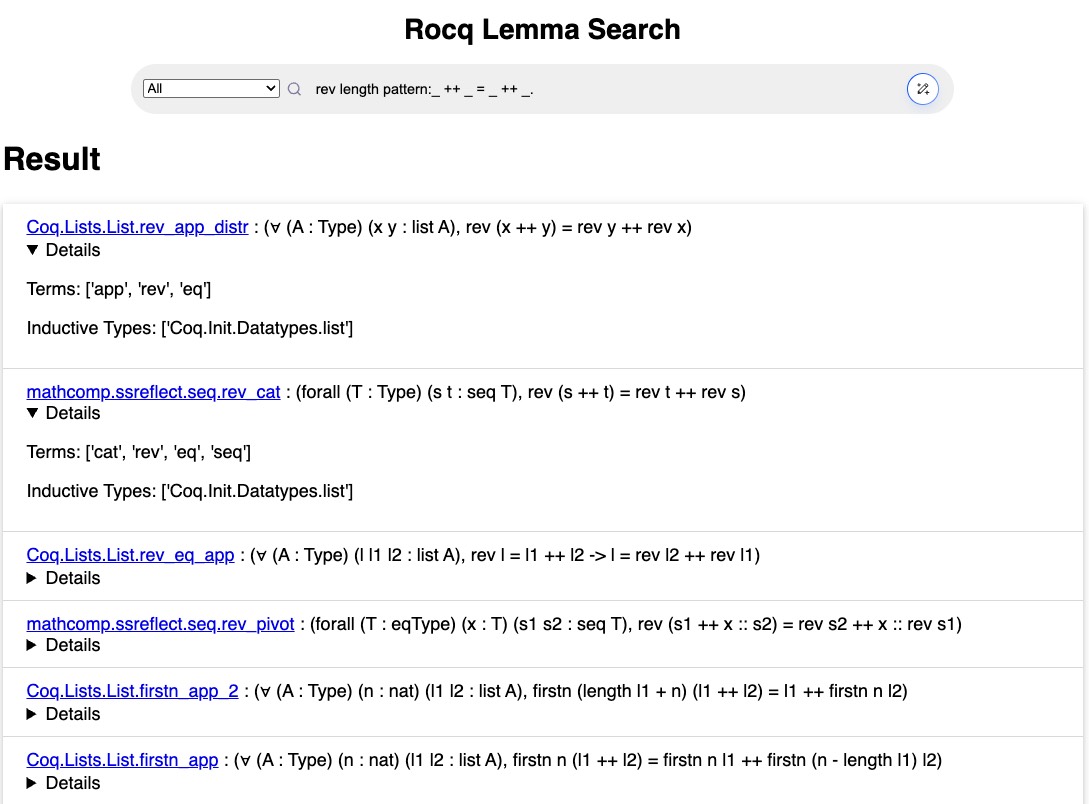 Rocq Lemma Search
All rev length pattern:_ ++ _ = _ ++ _.
Result
Coq.Lists.List.rev_app_distr : (∀ (A : Type) (x y : list A), rev (x ++ y) = rev y ++ rev x)
▼ Details
Terms: ['app', 'rev', 'eq']
Inductive Types: ['Coq.Init.Datatypes.list']
mathcomp.ssreflect.seq.rev_cat : (forall (T : Type) (s t : seq T), rev (s ++ t) = rev t ++ rev s)
▼ Details
Terms: ['cat', 'rev', 'eq', 'seq']
Inductive Types: ['Coq.Init.Datatypes.list']
Coq.Lists.List.rev_eq_app : (∀ (A : Type) (l l1 l2 : list A), rev l = l1 ++ l2 -> l = rev l2 ++ rev l1)
▶ Details
mathcomp.ssreflect.seq.rev_pivot : (forall (T : eqType) (x : T) (s1 s2 : seq T), rev (s1 ++ x :: s2) = rev s2 ++ x :: rev s1)
▶ Details
Coq.Lists.List.firstn_app_2 : (∀ (A : Type) (n : nat) (l1 l2 : list A), firstn (length l1 + n) (l1 ++ l2) = l1 ++ firstn n l2)
▶ Details
Coq.Lists.List.firstn_app : (∀ (A : Type) (n : nat) (l1 l2 : list A), firstn n (l1 ++ l2) = firstn n l1 ++ firstn (n - length l1) l2)
▶ Details